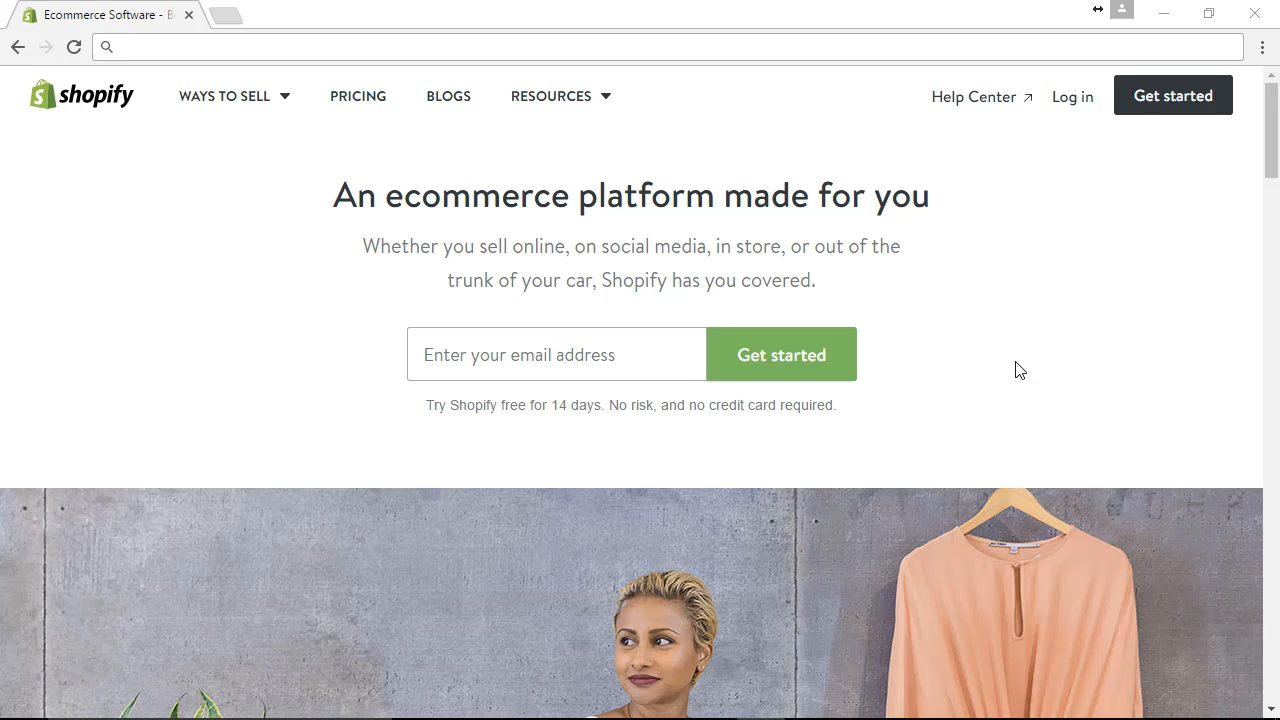 Ecommerce Software - Be
shopify
WAYS TO SELL
PRICING
BLOGS
RESOURCES
Help Center
Log in
Get started
An ecommerce platform made for you
Whether you sell online, on social media, in store, or out of the
trunk of your car, Shopify has you covered.
Enter your email address
Get started
Try Shopify free for 14 days. No risk, and no credit card required.